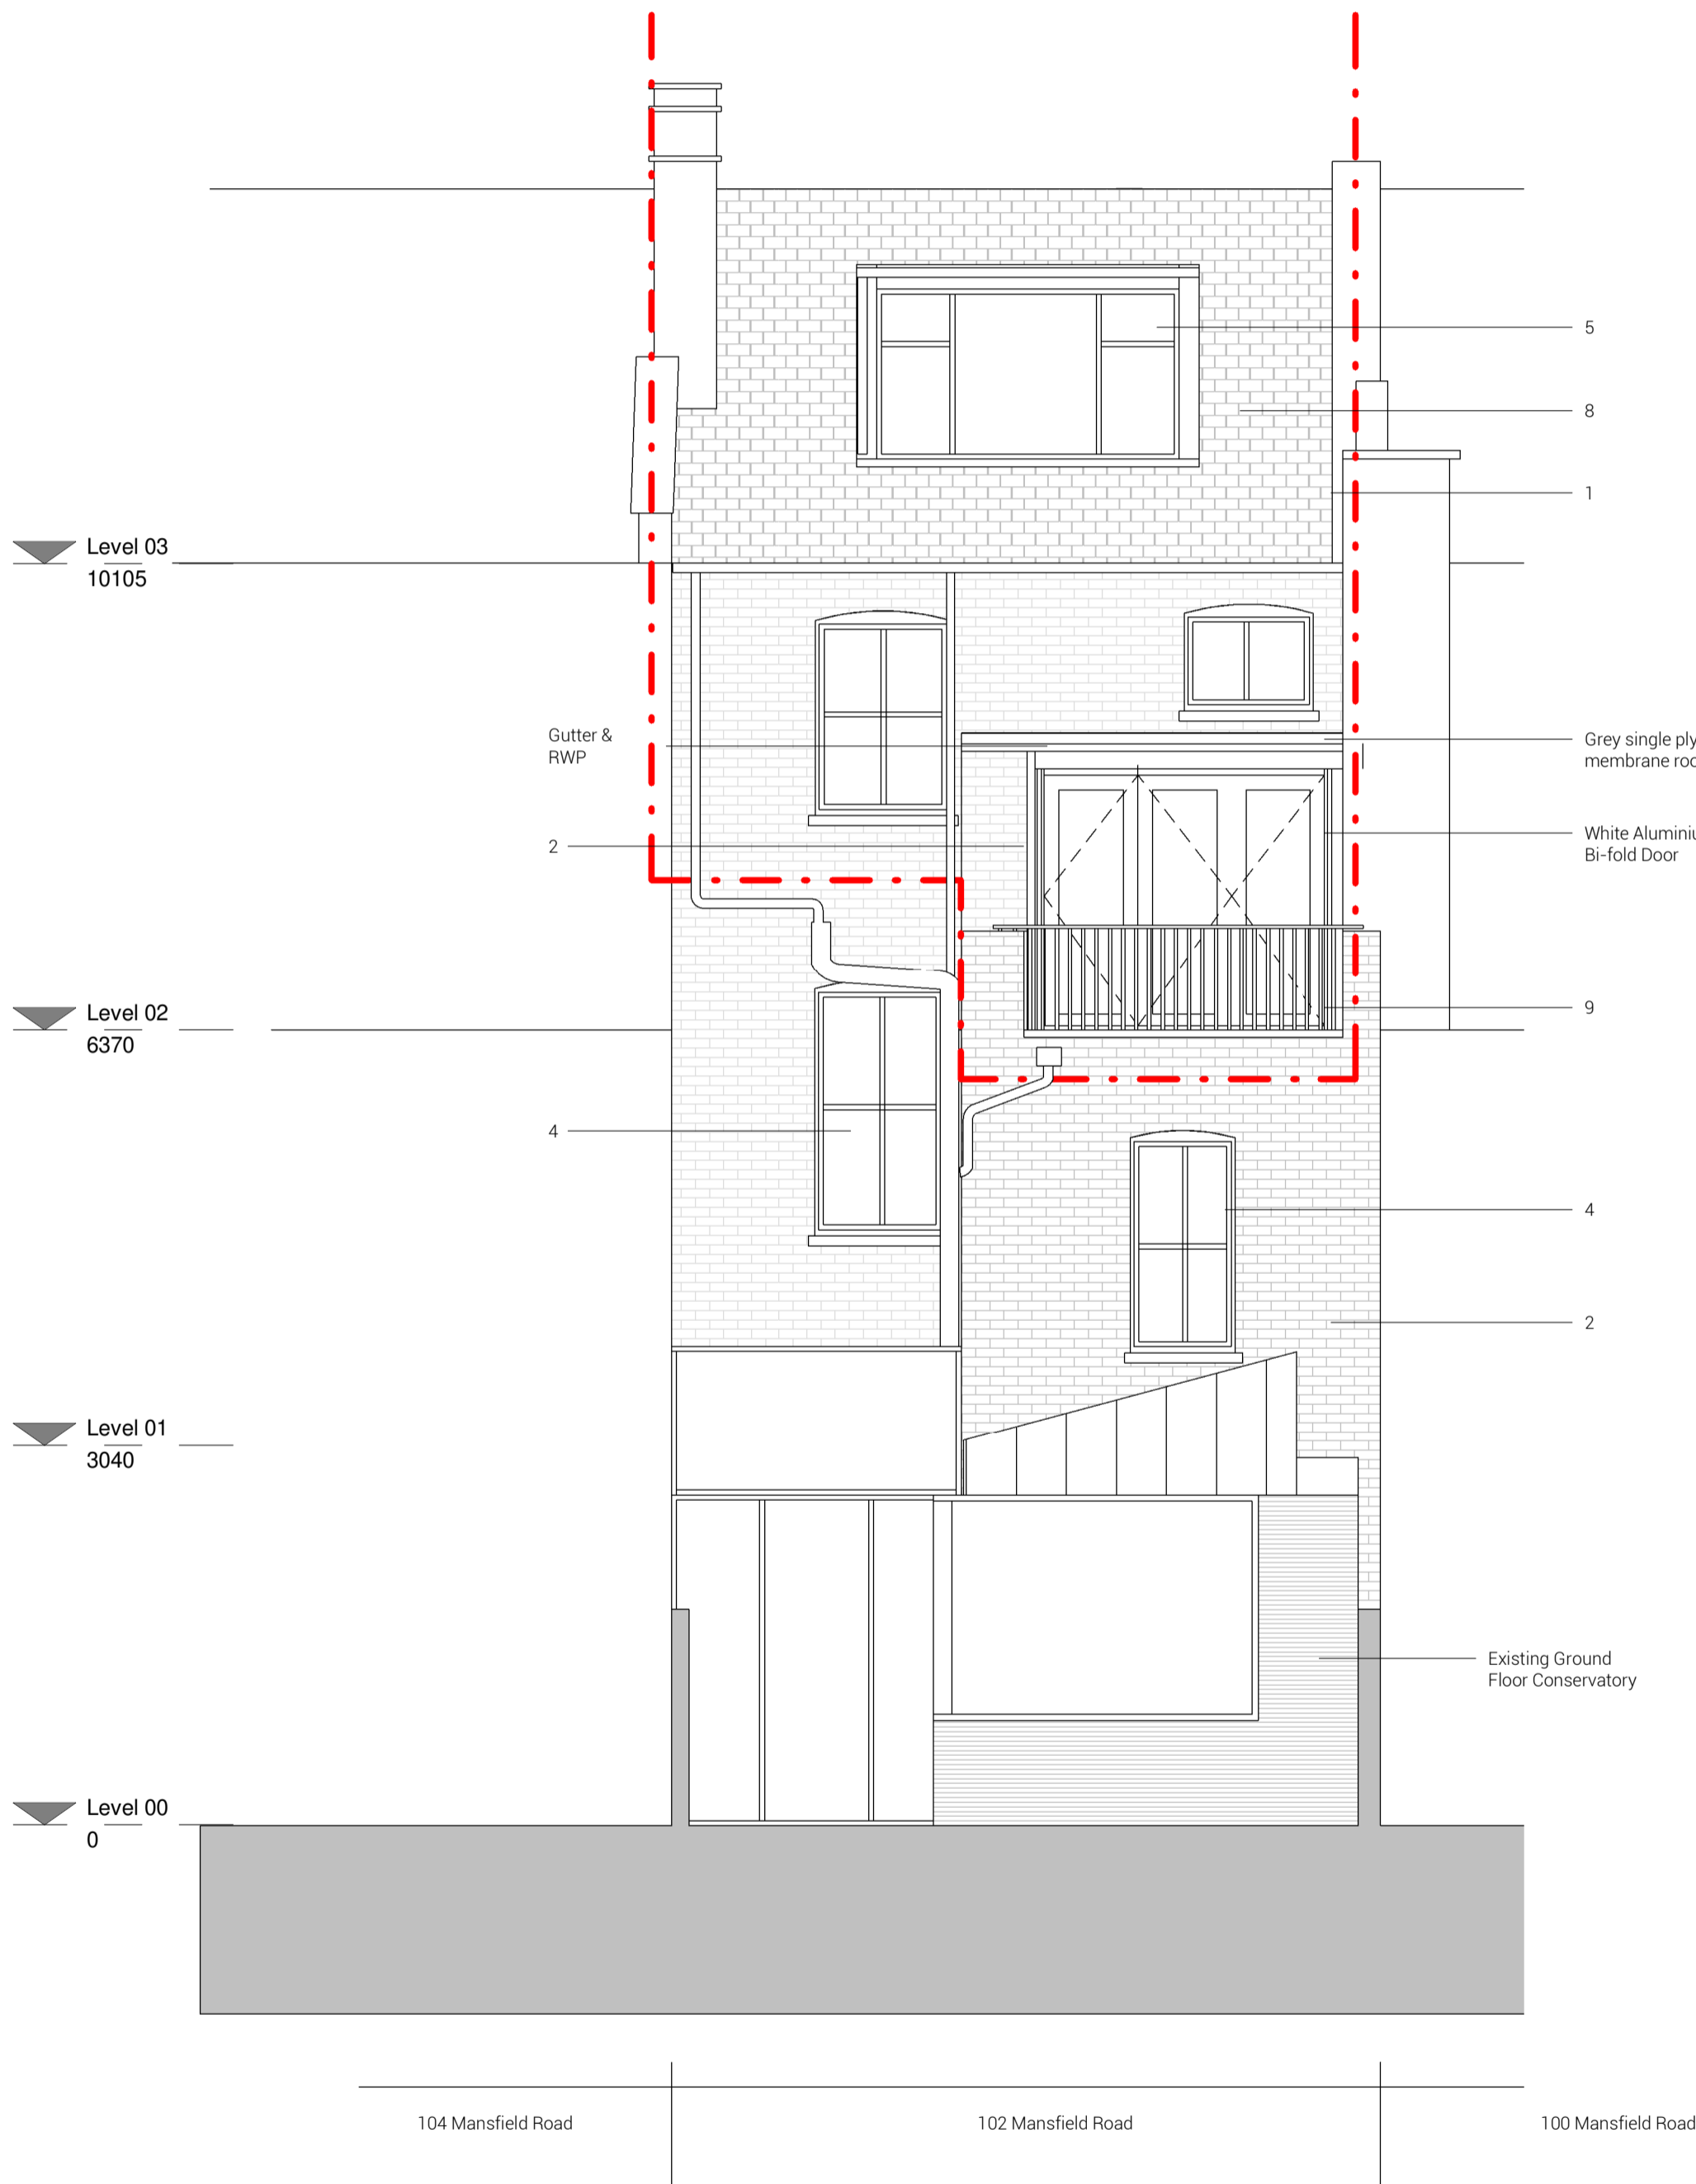 5
8
1
Level 03
10105
Gutter &
RWP
Grey single ply
membrane
White
Bi-fold Door
2
Level 02
6370
9
4
4
2
Level 01
3040
Existing Ground
Floor Conservatory
Level 00
0
104 Mansfield Road
102 Mansfield Road
100 Mansfield Road